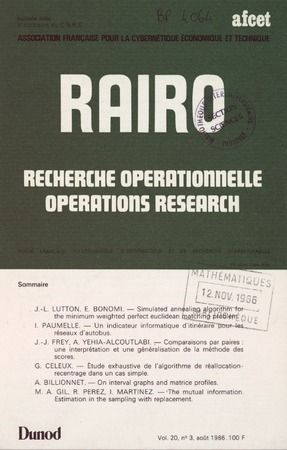 BP 4064
afcet
ASSOCIATION FRANÇAISE POUR LA CYBERNÉTIQUE ÉCONOMIQUE ET TECHNIQUE
RAIRO
SECTION
SCIENCES
RECHERCHE OPERATIONNELLE
OPERATIONS RESEARCH
Sommaire
MATHÉMATIQUES
12. NOV. 1986
J.-L. LUTTON, E. BONOMI. — Simulated annealing algorithm for
the minimum weighted perfect euclidean matching problem.
I. PAUMELLE. — Un indicateur informatique d'itinéraire pour les
réseaux d'autobus.
J.-J. FREY, A. YEHIA-ALCOUTLABI. — Comparaisons par paires :
une interprétation et une généralisation de la méthode des
scores.
G. CELEUX. — Étude exhaustive de l'algorithme de réallocation-
recentrage dans un cas simple.
A. BILLIONNET. — On interval graphs and matrice profiles.
M. A. GIL, R. PEREZ, I. MARTINEZ. — The mutual information.
Estimation in the sampling with replacement.
Dunod
Vol. 20, n° 3, août 1986. 100 F